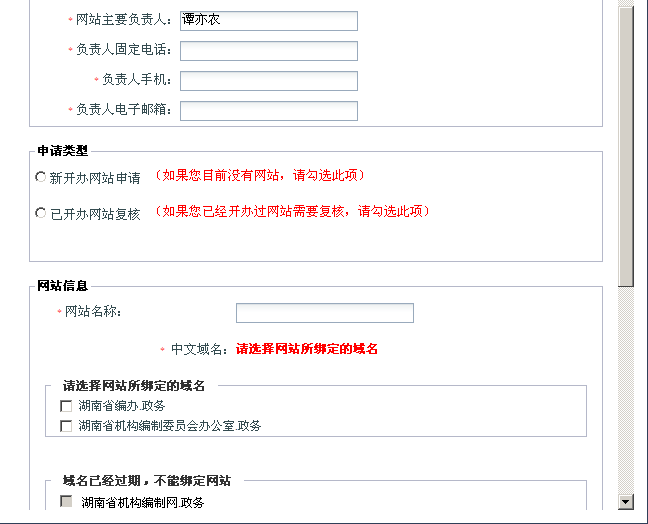 * 网站主要负责人： 谭亦农
* 负责人固定电话：
* 负责人手机：
* 负责人电子邮箱：
申请类型
新开办网站申请 （如果您目前没有网站，请勾选此项）
已开办网站复核 （如果您已经开办过网站需要复核，请勾选此项）
网站信息
* 网站名称：
* 中文域名：请选择网站所绑定的域名
请选择网站所绑定的域名
湖南省编办.政务
湖南省机构编制委员会办公室.政务
域名已经过期，不能绑定网站
湖南省机构编制网.政务